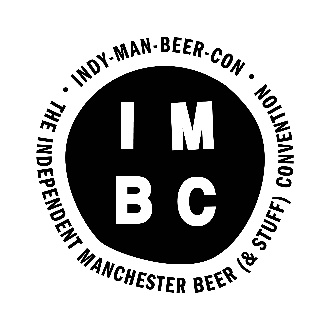 • INDY-MAN-BEER-CON •
THE INDEPENDENT MANCHESTER BEER (& STUFF) CONVENTION
I M
B C